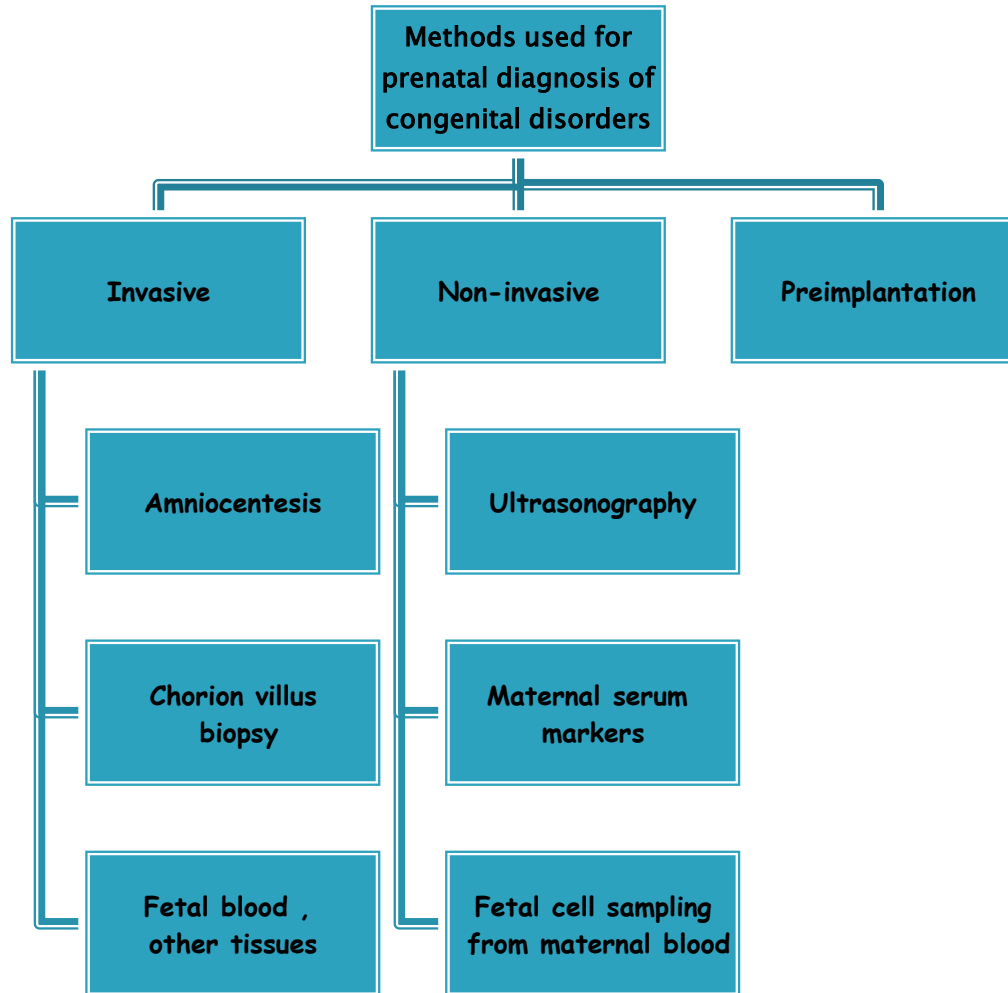 Methods used for
prenatal diagnosis of
congenital disorders
Invasive
Non-invasive
Preimplantation
Amniocentesis
Ultrasonography
Chorion villus
biopsy
Maternal serum
markers
Fetal blood ,
other tissues
Fetal cell sampling
from maternal blood